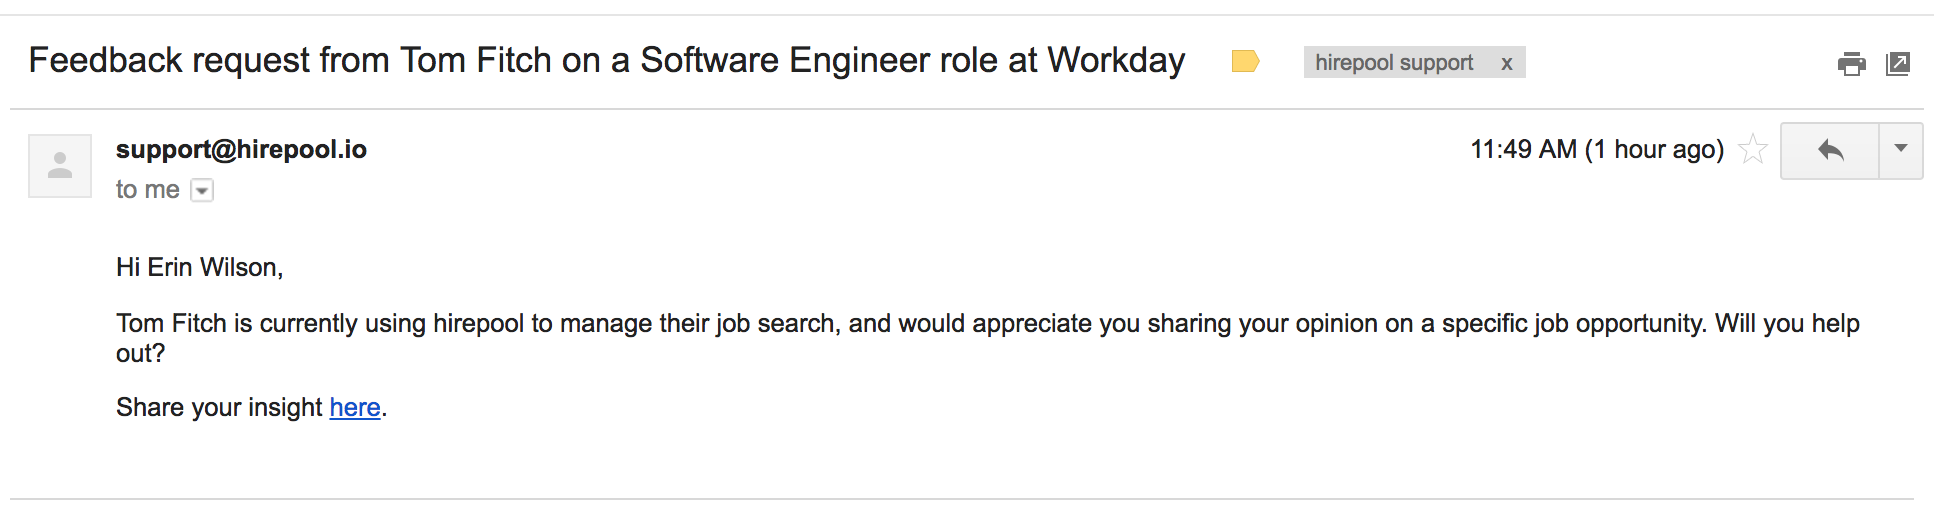 Feedback request from Tom Fitch on a Software Engineer role at Workday
hirepool support x
support@hirepool.io
11:49 AM (1 hour ago)
to me
Hi Erin Wilson,
Tom Fitch is currently using hirepool to manage their job search, and would appreciate you sharing your opinion on a specific job opportunity. Will you help
out?
Share your insight here.